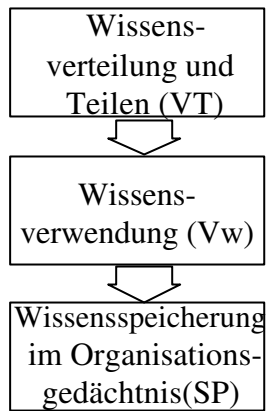 Wissens-
verteilung und
Teilen (VT)
Wissens-
verwendung (Vw)
Wissensspeicherung
im Organisations-
gedächtnis(SP)